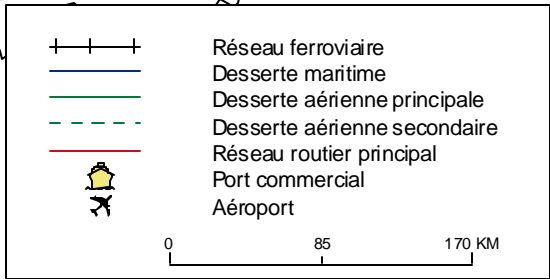 Réseau ferroviaire
Desserte maritime
Desserte aérienne principale
Desserte aérienne secondaire
Réseau routier principal
Port commercial
Aéroport
0 85 170 KM